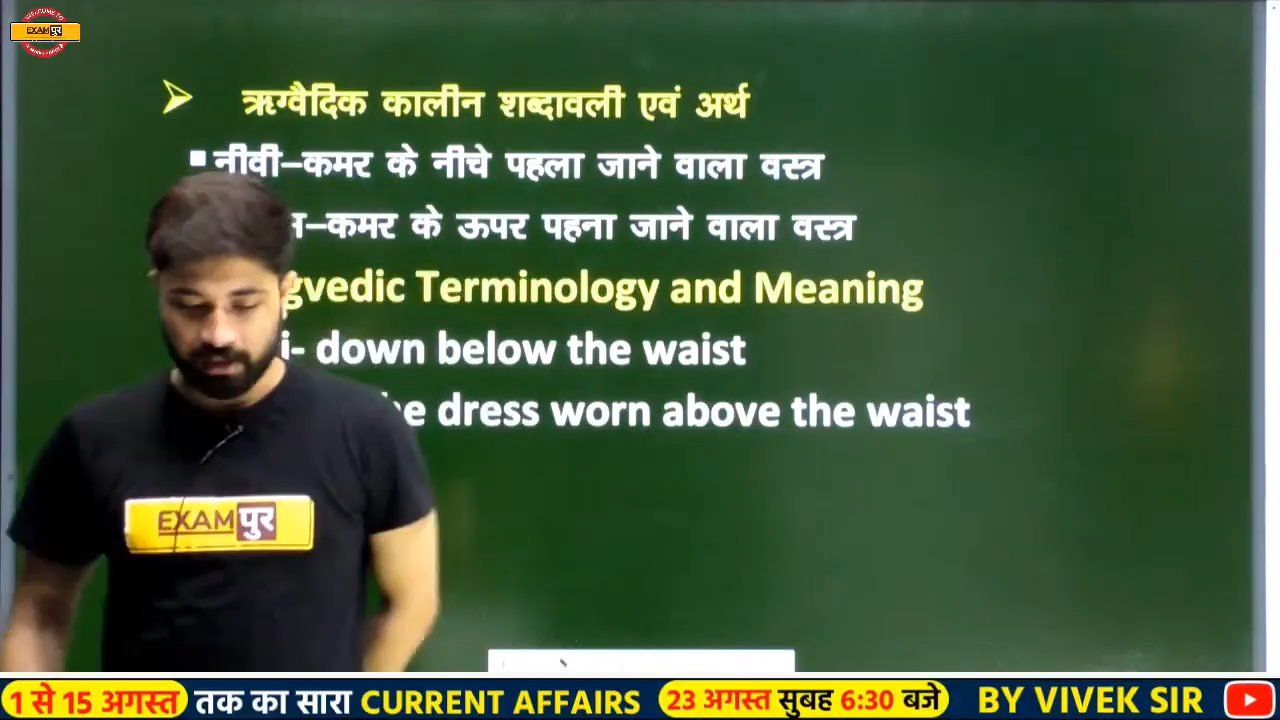 EXAMपुर
ऋग्वैदिक कालीन शब्दावली एवं अर्थ
नीवी–कमर के नीचे पहला जाने वाला वस्त्र
–कमर के ऊपर पहना जाने वाला वस्त्र
Terminology and Meaning
down below the waist
dress worn above the waist
EXAMपुर
1 से 15 अगस्त तक का सारा CURRENT AFFAIRS 23 अगस्त सुबह 6:30 बजे BY VIVEK SIR